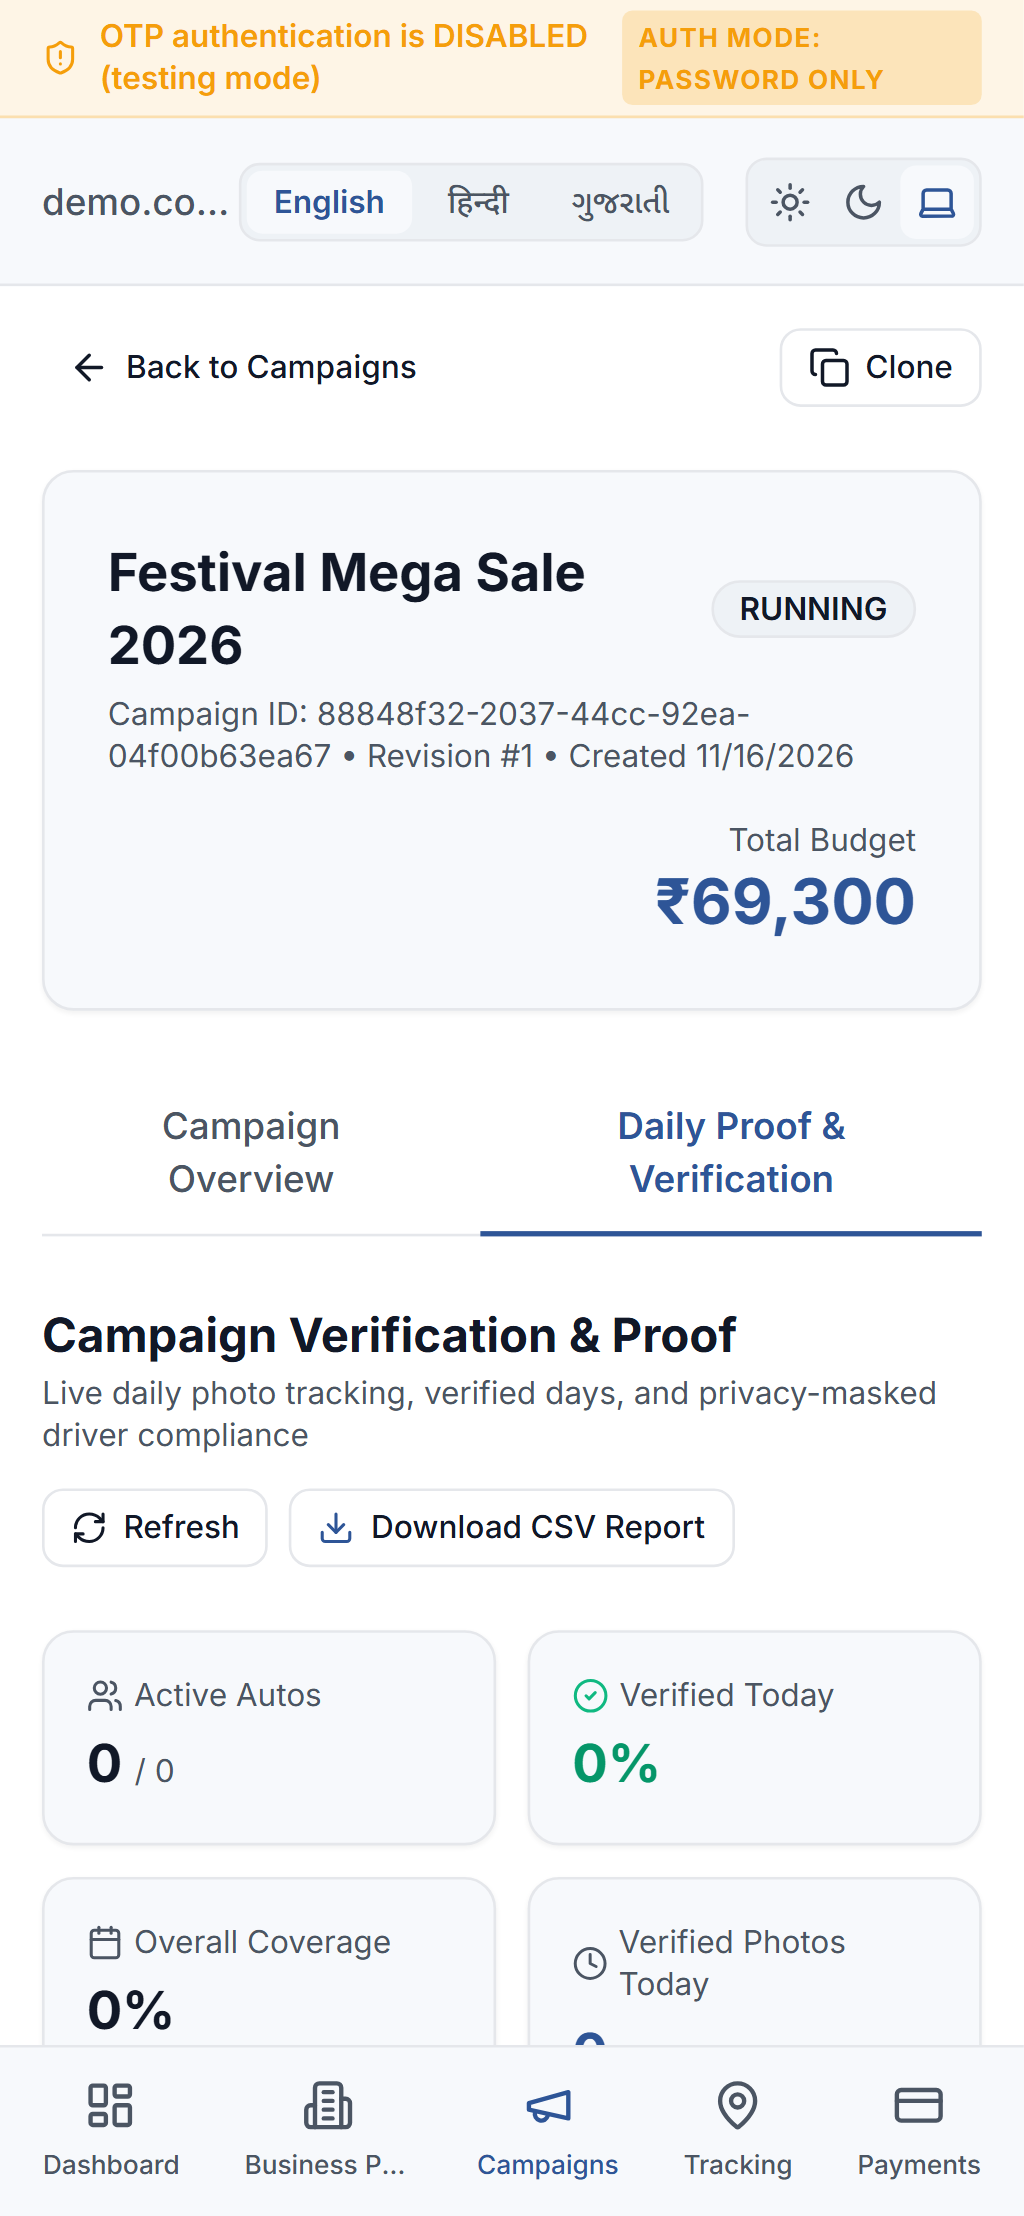 OTP authentication is DISABLED
(testing mode)
AUTH MODE:
PASSWORD ONLY
demo.co...
English
हिन्दी
ગુજરાતી
Back to Campaigns
Clone
Festival Mega Sale
2026
RUNNING
Campaign ID: 88848f32-2037-44cc-92ea-
04f00b63ea67 • Revision #1 • Created 11/16/2026
Total Budget
₹69,300
Campaign
Overview
Daily Proof &
Verification
Campaign Verification & Proof
Live daily photo tracking, verified days, and privacy-masked
driver compliance
Refresh
Download CSV Report
Active Autos
0 / 0
Verified Today
0%
Overall Coverage
0%
Verified Photos
Today
Dashboard
Business P...
Campaigns
Tracking
Payments